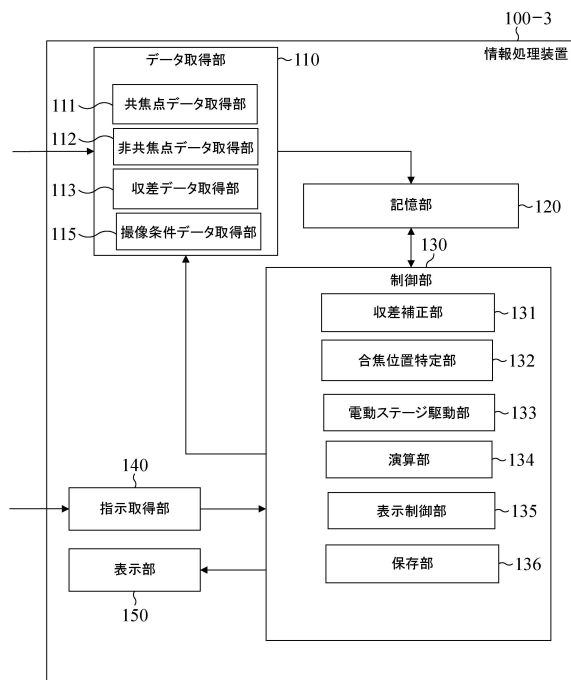 100-3
情報処理装置
データ取得部
110
111
共焦点データ取得部
112
非共焦点データ取得部
113
収差データ取得部
115
撮像条件データ取得部
記憶部
120
130
制御部
収差補正部
131
合焦位置特定部
132
電動ステージ駆動部
133
演算部
134
表示制御部
135
保存部
136
140
指示取得部
表示部
150